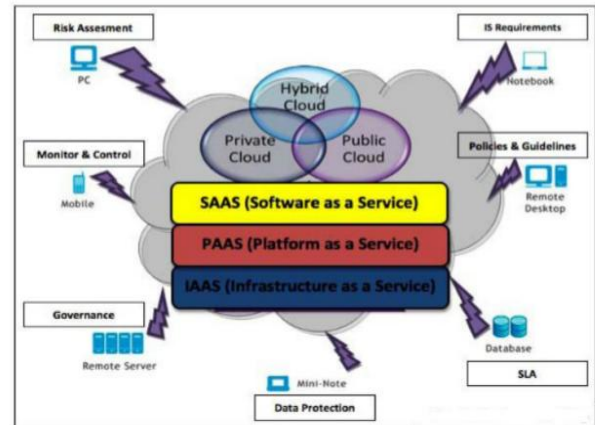 Risk Assesment
PC
IS Requirements
Notebook
Hybrid
Cloud
Private
Cloud
Public
Cloud
Monitor & Control
Mobile
Policies & Guidelines
Remote
Desktop
SAAS (Software as a Service)
PAAS (Platform as a Service)
IAAS (Infrastructure as a Service)
Governance
Remote Server
Database
SLA
Mini-Note
Data Protection